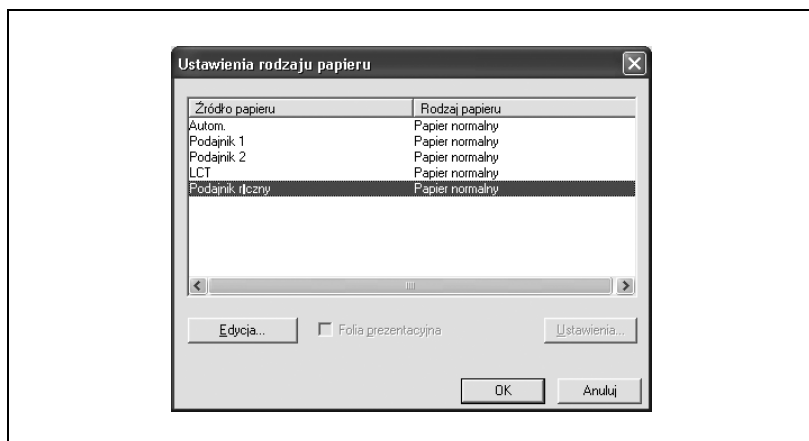 Ustawienia rodzaju papieru
Źródło papieru Rodzaj papieru
Autom. Papier normalny
Podajnik 1 Papier normalny
Podajnik 2 Papier normalny
LCT Papier normalny
Podajnik ręczny Papier normalny
Edycja... Folia prezentacyjna Ustawienia...
OK Anuluj